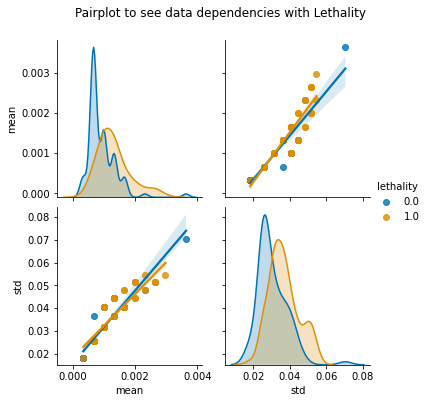 Pairplot to see data dependencies with Lethality
0.003
0.002
0.001
0.000
mean
lethality
0.0
1.0
0.08
0.07
0.06
0.05
0.04
0.03
0.02
std
0.000 0.002 0.004
mean
0.02 0.04 0.06 0.08
std